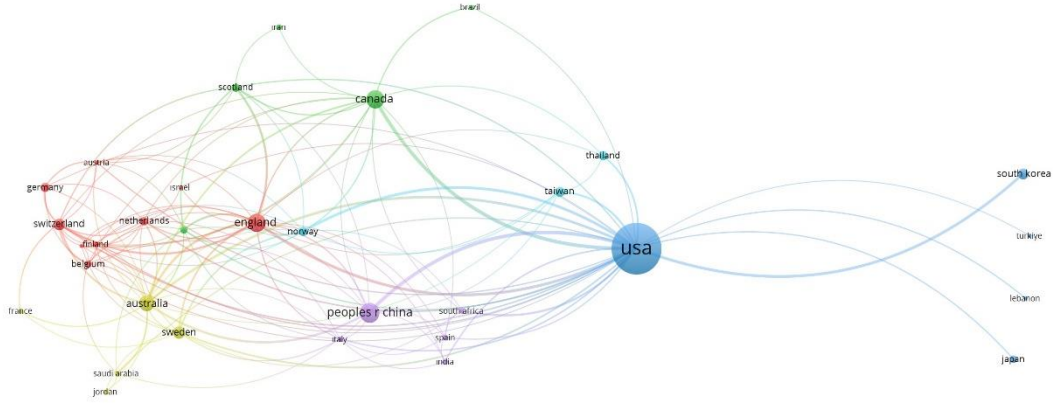 brazil
iran
scotland
canada
thailand
austria
south korea
germany
israel
taiwan
switzerland
netherlands
england
norway
turkiye
finland
usa
belgium
lebanon
australia
france
peoples r china
south africa
sweden
italy
spain
japan
india
saudi arabia
jordan